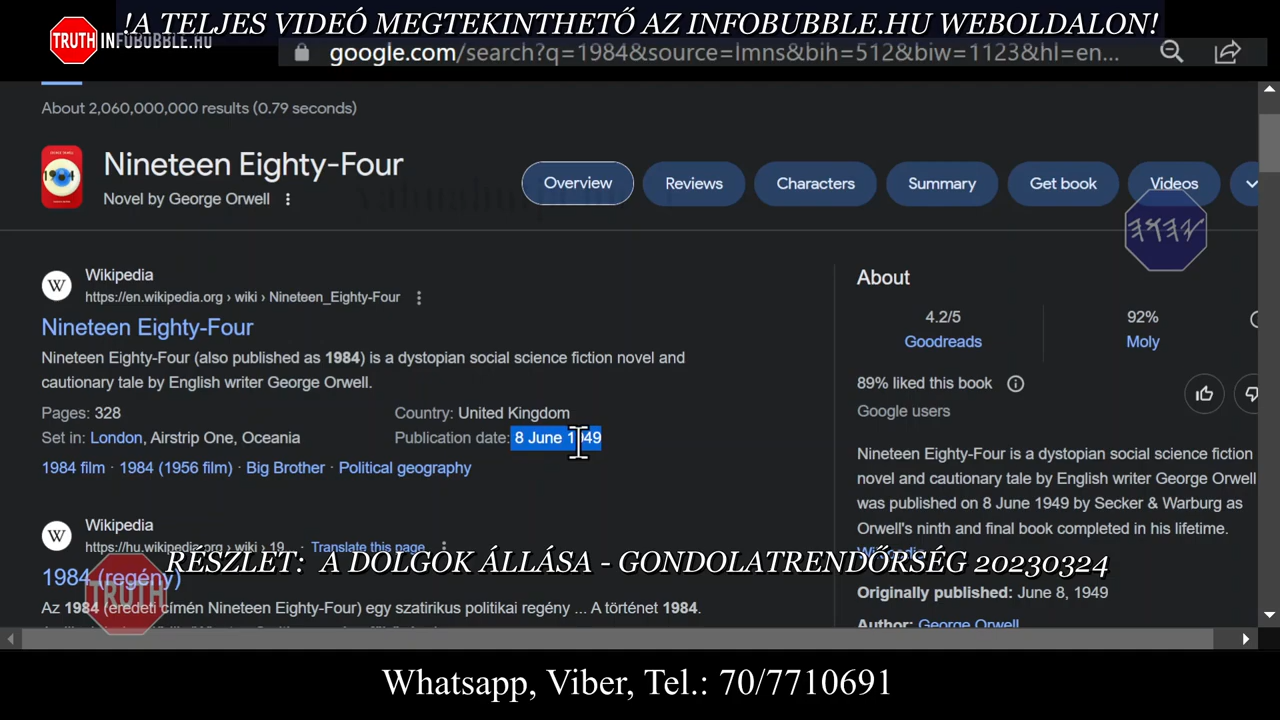 !A TELJES VIDEÓ MEGTEKINTHETŐ AZ INFOBUBBLE.HU WEBOLDALON!
TRUTH INFOBUBBLE.HU
google.com/search?q=1984&source=lmns&bih=512&biw=1123&hl=en...
About 2,060,000,000 results (0.79 seconds)
Nineteen Eighty-Four
Novel by George Orwell
Overview Reviews Characters Summary Get book Videos
Wikipedia
https://en.wikipedia.org › wiki › Nineteen_Eighty-Four
Nineteen Eighty-Four
Nineteen Eighty-Four (also published as 1984) is a dystopian social science fiction novel and
cautionary tale by English writer George Orwell.
Pages: 328 Country: United Kingdom
Set in: London, Airstrip One, Oceania Publication date: 8 June 1949
1984 film · 1984 (1956 film) · Big Brother · Political geography
About
4.2/5 92%
Goodreads Moly
89% liked this book
Google users
Nineteen Eighty-Four is a dystopian social science fiction
novel and cautionary tale by English writer George Orwell
was published on 8 June 1949 by Secker & Warburg as
Orwell's ninth and final book completed in his lifetime.
Wikipedia
Originally published: June 8, 1949
Author: George Orwell
Wikipedia
https://hu.wikipedia.org › wiki › 19... Translate this page
RÉSZLET: A DOLGOK ÁLLÁSA - GONDOLATRENDŐRSÉG 20230324
1984 (regény)
TRUTH
Az 1984 (eredeti címén Nineteen Eighty-Four) egy szatirikus politikai regény ... A történet 1984.
Whatsapp, Viber, Tel.: 70/7710691